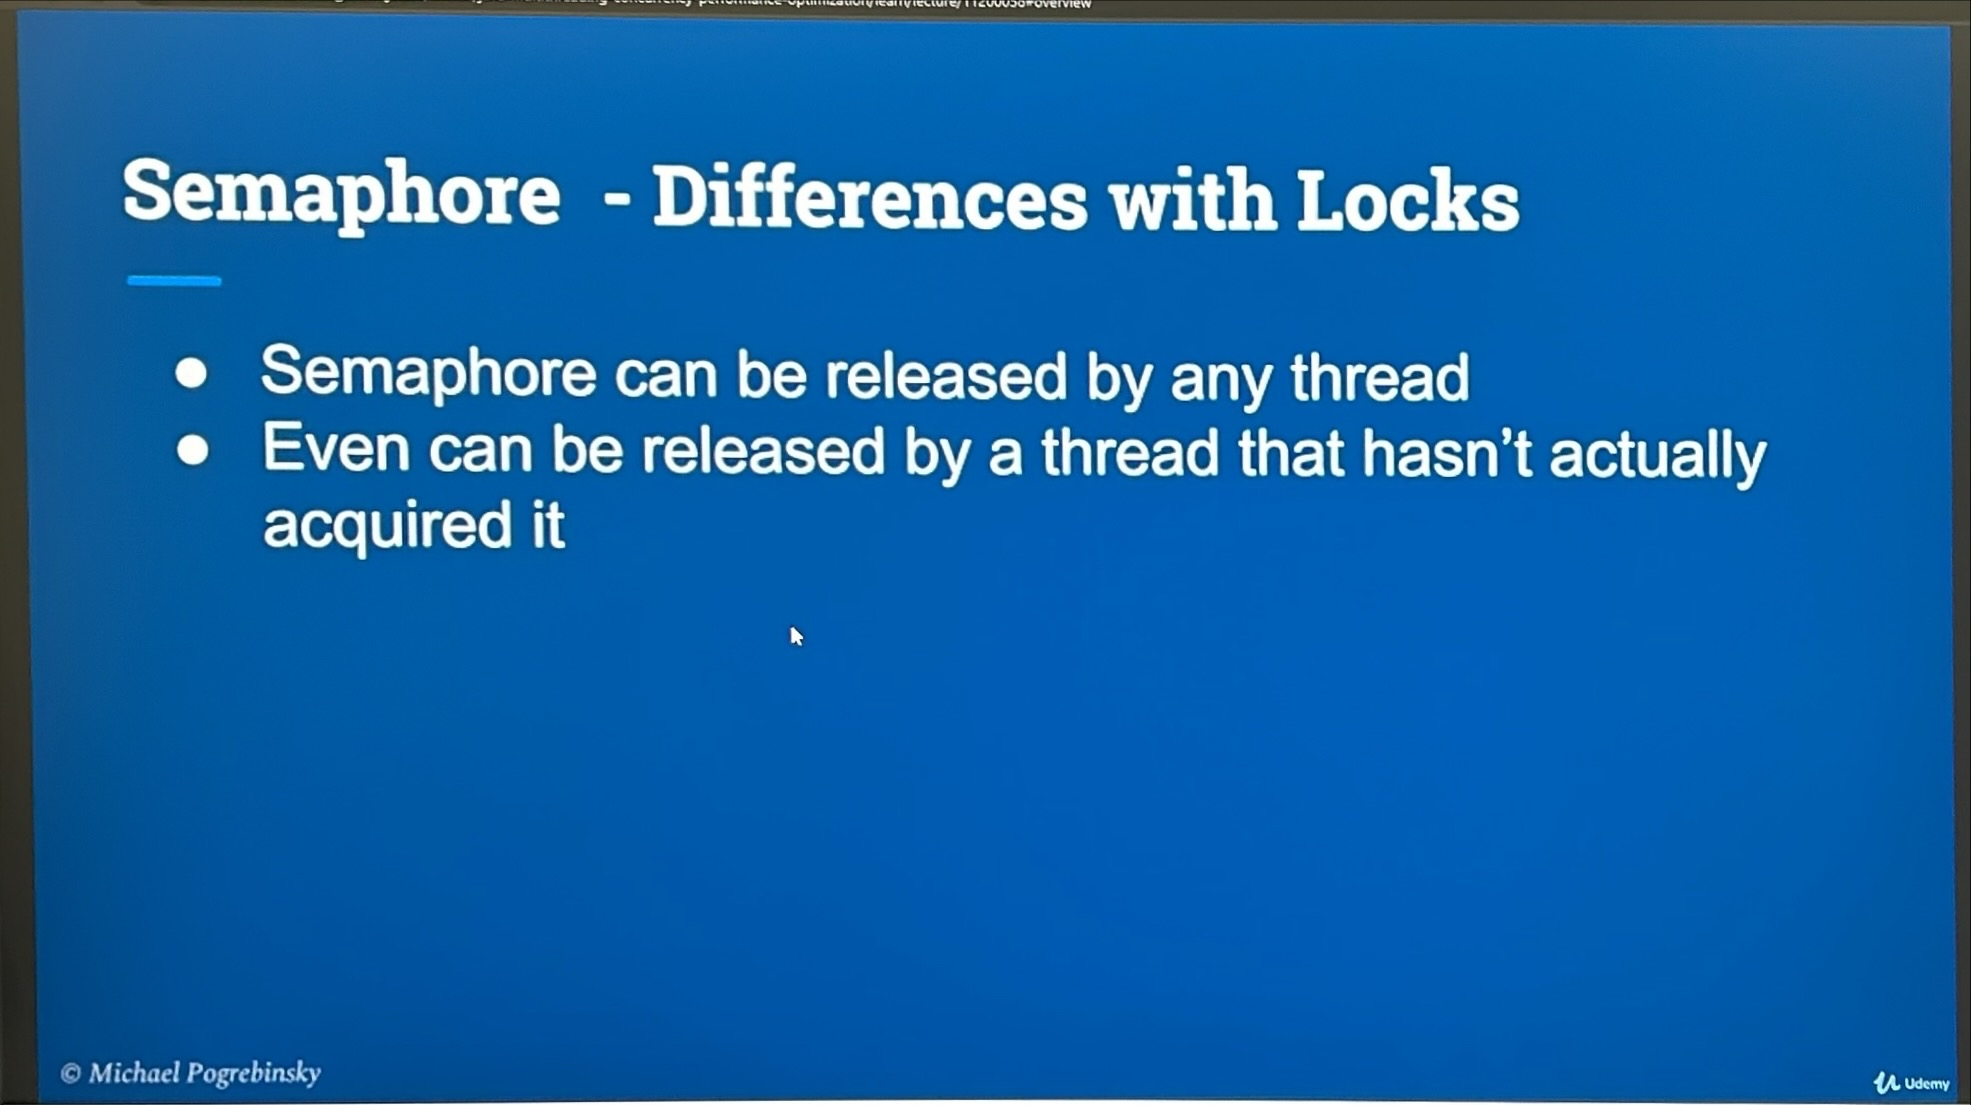 Semaphore - Differences with Locks
● Semaphore can be released by any thread
● Even can be released by a thread that hasn't actually
acquired it
© Michael Pogrebinsky
Udemy